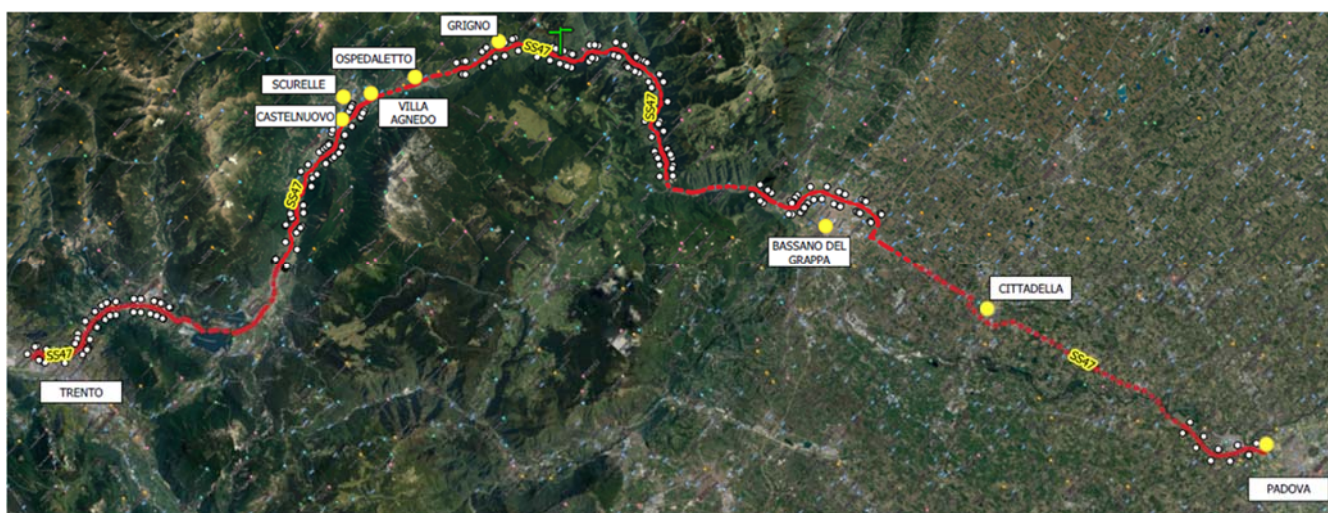 GRIGNO
SS47
OSPEDALETTO
SCURELLE
VILLA
AGNEDO
CASTELNUOVO
SS47
SS47
BASSANO DEL
GRAPPA
CITTADELLA
SS47
SS47
TRENTO
PADOVA